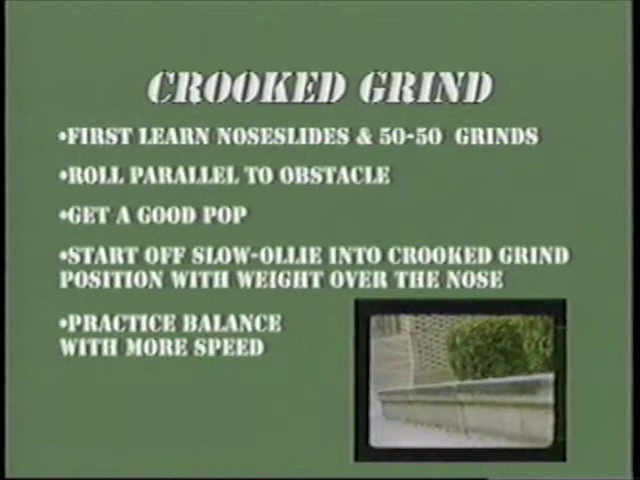 CROOKED GRIND
•FIRST LEARN NOSESLIDES & 50-50 GRINDS
•ROLL PARALLEL TO OBSTACLE
•GET A GOOD POP
•START OFF SLOW-OLLIE INTO CROOKED GRIND
POSITION WITH WEIGHT OVER THE NOSE
•PRACTICE BALANCE
WITH MORE SPEED